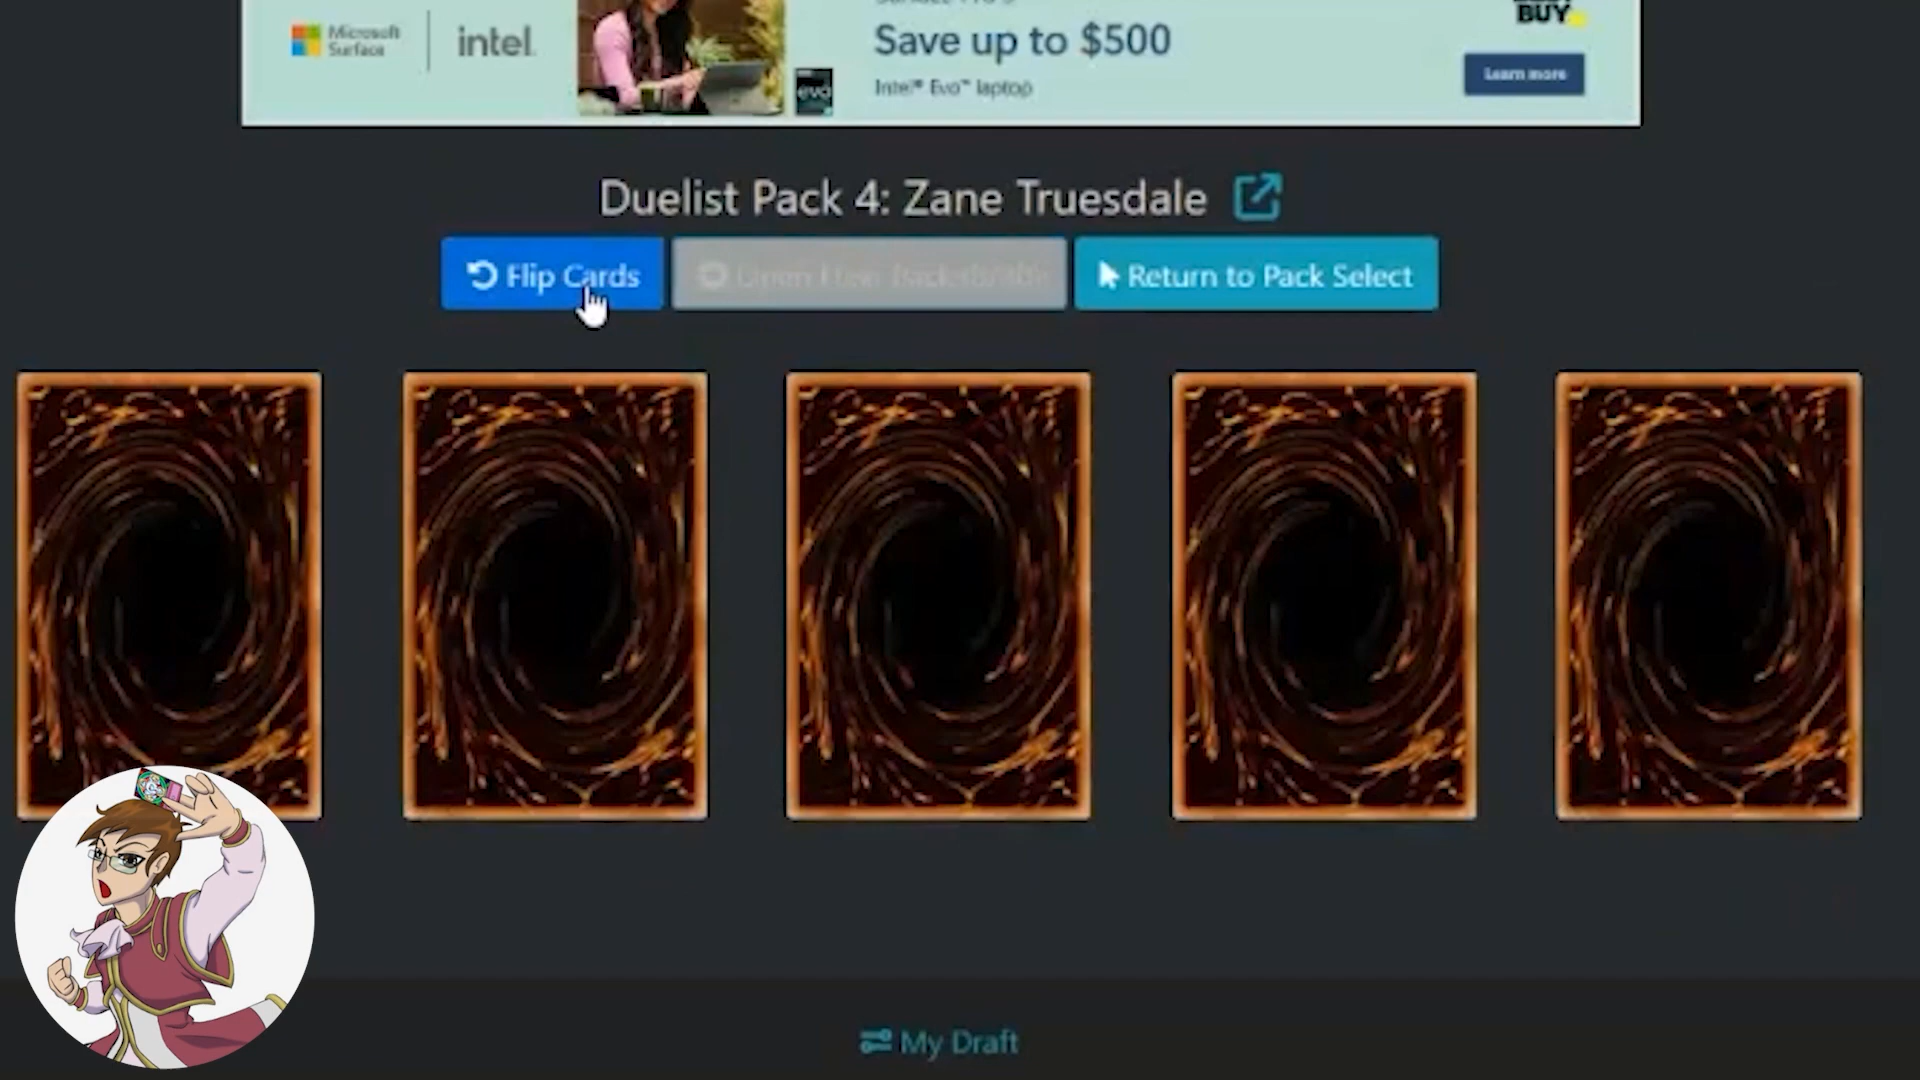 Microsoft
Surface
intel.
Save up to $500
Intel® Evo™ laptop
evo
BUY
Learn more
Duelist Pack 4: Zane Truesdale
Flip Cards
Return to Pack Select
My Draft